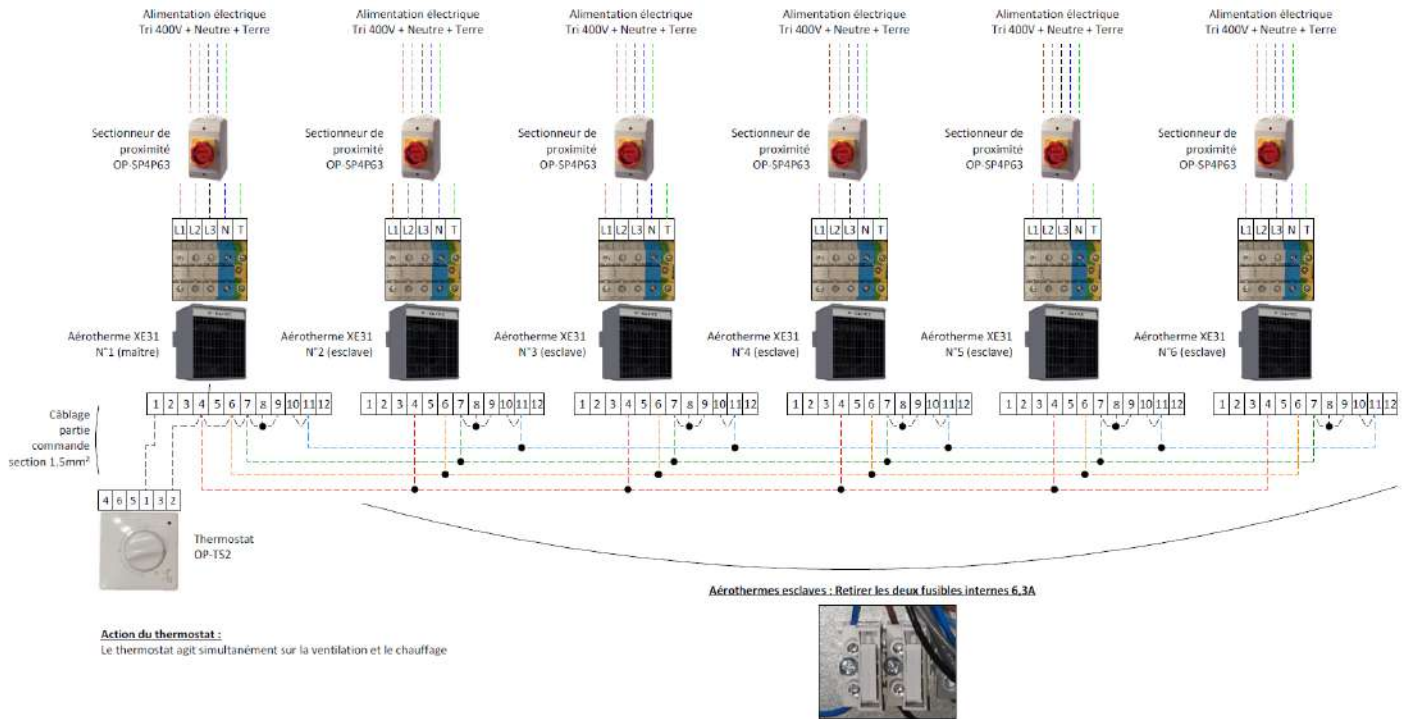 Alimentation électrique
Tri 400V + Neutre + Terre
Alimentation électrique
Tri 400V + Neutre + Terre
Alimentation électrique
Tri 400V + Neutre + Terre
Alimentation électrique
Tri 400V + Neutre + Terre
Alimentation électrique
Tri 400V + Neutre + Terre
Alimentation électrique
Tri 400V + Neutre + Terre
Sectionneur de
proximité
OP-SP4P63
Sectionneur de
proximité
OP-SP4P63
Sectionneur de
proximité
OP-SP4P63
Sectionneur de
proximité
OP-SP4P63
Sectionneur de
proximité
OP-SP4P63
Sectionneur de
proximité
OP-SP4P63
L1 L2 L3 N T
L1 L2 L3 N T
L1 L2 L3 N T
L1 L2 L3 N T
L1 L2 L3 N T
L1 L2 L3 N T
Aérotherme XE31
N°1 (maître)
Aérotherme XE31
N°2 (esclave)
Aérotherme XE31
N°3 (esclave)
Aérotherme XE31
N°4 (esclave)
Aérotherme XE31
N°5 (esclave)
Aérotherme XE31
N°6 (esclave)
1 2 3 4 5 6 7 8 9 10 11 12
1 2 3 4 5 6 7 8 9 10 11 12
1 2 3 4 5 6 7 8 9 10 11 12
1 2 3 4 5 6 7 8 9 10 11 12
1 2 3 4 5 6 7 8 9 10 11 12
1 2 3 4 5 6 7 8 9 10 11 12
Câblage
partie
commande
section 1,5mm²
4 6 5 1 3 2
Thermostat
OP-TS2
Aérothermes esclaves : Retirer les deux fusibles internes 6,3A
Action du thermostat :
Le thermostat agit simultanément sur la ventilation et le chauffage